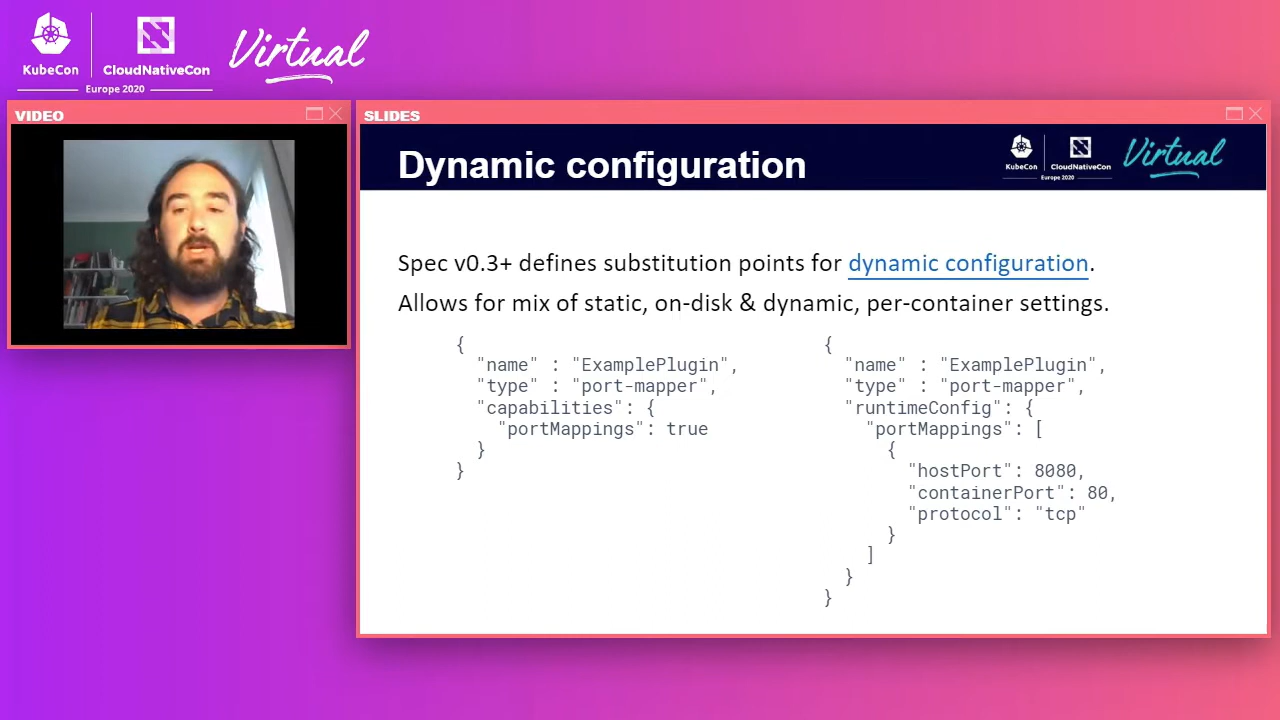 KubeCon
CloudNativeCon
Europe 2020
Virtual
VIDEO
SLIDES
Dynamic configuration
KubeCon
CloudNativeCon
Europe 2020
Virtual
Spec v0.3+ defines substitution points for dynamic configuration.
Allows for mix of static, on-disk & dynamic, per-container settings.
{
"name" : "ExamplePlugin",
"type" : "port-mapper",
"capabilities": {
"portMappings": true
}
}
{
"name" : "ExamplePlugin",
"type" : "port-mapper",
"runtimeConfig": {
"portMappings": [
{
"hostPort": 8080,
"containerPort": 80,
"protocol": "tcp"
}
]
}
}